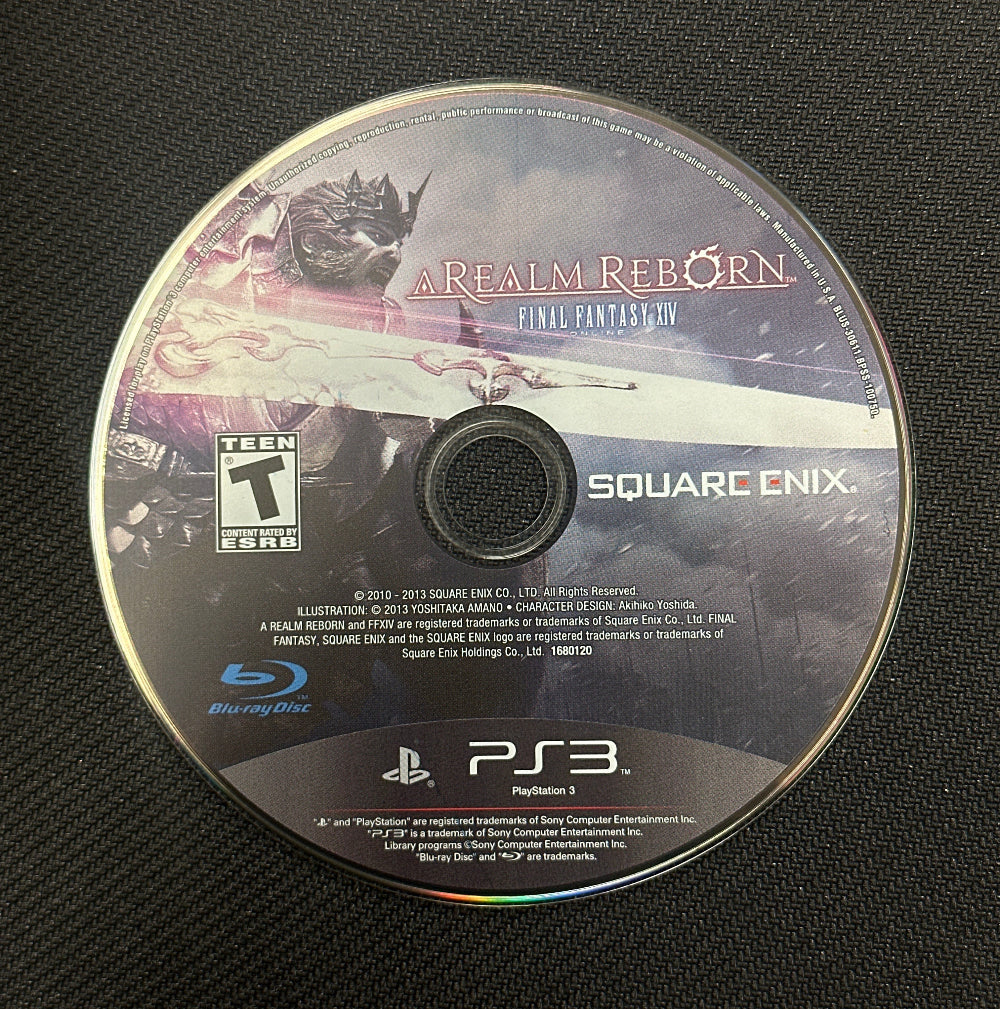 Licensed for play on PlayStation 3 computer entertainment system. Unauthorized copying, reproduction, rental, public performance or broadcast of this game may be a violation of applicable laws. Manufactured in U.S.A. BLUS-30611 BPSS-100750.
A REALM REBORN™
FINAL FANTASY XIV
ONLINE
TEEN
®
T
CONTENT RATED BY
ESRB
SQUARE ENIX®
© 2010 - 2013 SQUARE ENIX CO., LTD. All Rights Reserved.
ILLUSTRATION: © 2013 YOSHITAKA AMANO • CHARACTER DESIGN: Akihiko Yoshida.
A REALM REBORN and FFXIV are registered trademarks or trademarks of Square Enix Co., Ltd. FINAL
FANTASY, SQUARE ENIX and the SQUARE ENIX logo are registered trademarks or trademarks of
Square Enix Holdings Co., Ltd. 1680120
Blu-ray Disc™
® PS3™
PlayStation 3
" " and "PlayStation" are registered trademarks of Sony Computer Entertainment Inc.
"PS3" is a trademark of Sony Computer Entertainment Inc.
Library programs ©Sony Computer Entertainment Inc.
"Blu-ray Disc" and " " are trademarks.